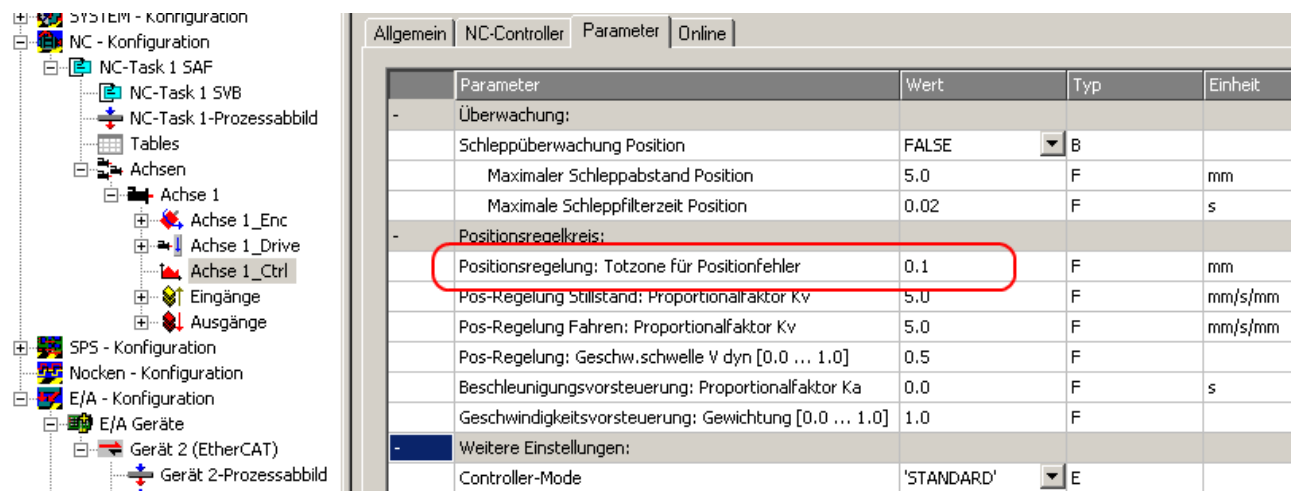 SYSTEM - Konfiguration
NC - Konfiguration
NC-Task 1 SAF
NC-Task 1 SVB
NC-Task 1-Prozessabbild
Tables
Achsen
Achse 1
Achse 1_Enc
Achse 1_Drive
Achse 1_Ctrl
Eingänge
Ausgänge
SPS - Konfiguration
Nocken - Konfiguration
E/A - Konfiguration
E/A Geräte
Gerät 2 (EtherCAT)
Gerät 2-Prozessabbild
Allgemein NC-Controller Parameter Online
Parameter Wert Typ Einheit
- Überwachung:
Schleppüberwachung Position FALSE B
Maximaler Schleppabstand Position 5.0 F mm
Maximale Schleppfilterzeit Position 0.02 F s
- Positionsregelkreis:
Positionsregelung: Totzone für Positionfehler 0.1 F mm
Pos-Regelung Stillstand: Proportionalfaktor Kv 5.0 F mm/s/mm
Pos-Regelung Fahren: Proportionalfaktor Kv 5.0 F mm/s/mm
Pos-Regelung: Geschw.schwelle V dyn [0.0 ... 1.0] 0.5 F
Beschleunigungsvorsteuerung: Proportionalfaktor Ka 0.0 F s
Geschwindigkeitsvorsteuerung: Gewichtung [0.0 ... 1.0] 1.0 F
- Weitere Einstellungen:
Controller-Mode 'STANDARD' E